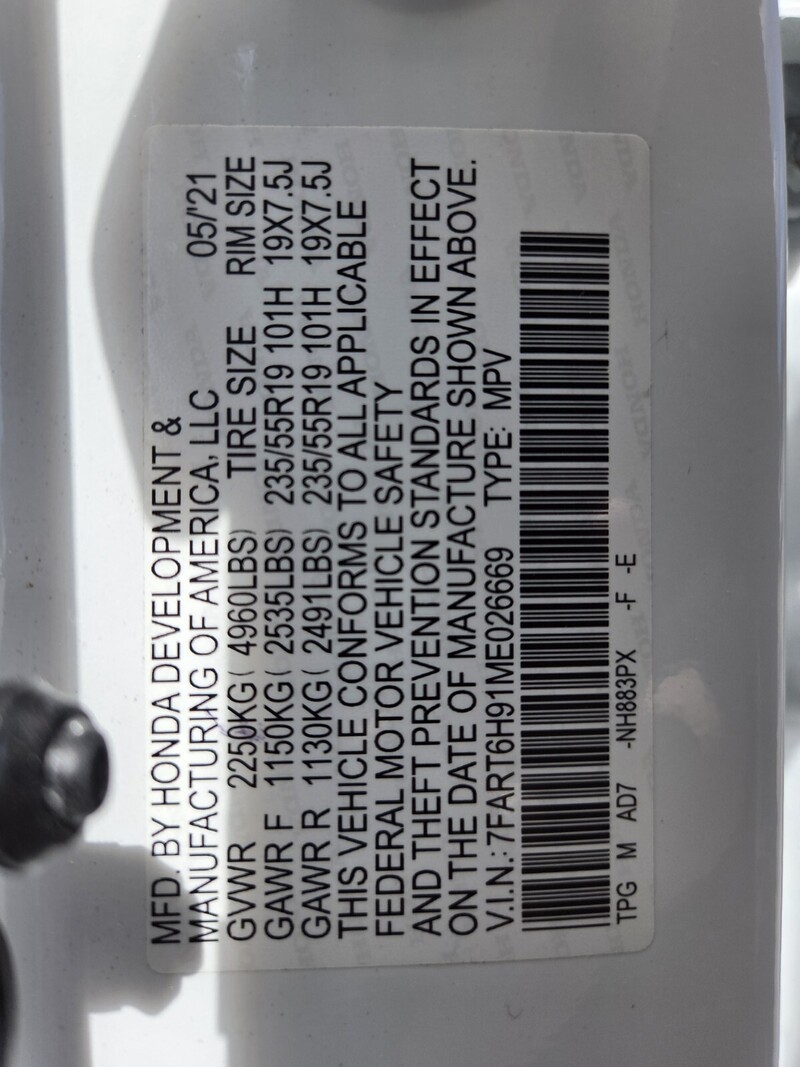 MFD. BY HONDA DEVELOPMENT &
MANUFACTURING OF AMERICA, LLC 05/'21
GVWR 2250KG( 4960LBS) TIRE SIZE RIM SIZE
GAWR F 1150KG( 2535LBS) 235/55R19 101H 19X7.5J
GAWR R 1130KG( 2491LBS) 235/55R19 101H 19X7.5J
THIS VEHICLE CONFORMS TO ALL APPLICABLE
FEDERAL MOTOR VEHICLE SAFETY
AND THEFT PREVENTION STANDARDS IN EFFECT
ON THE DATE OF MANUFACTURE SHOWN ABOVE.
V.I.N.: 7FART6H91ME026669 TYPE: MPV
TPG M AD7 -NH883PX -F -E